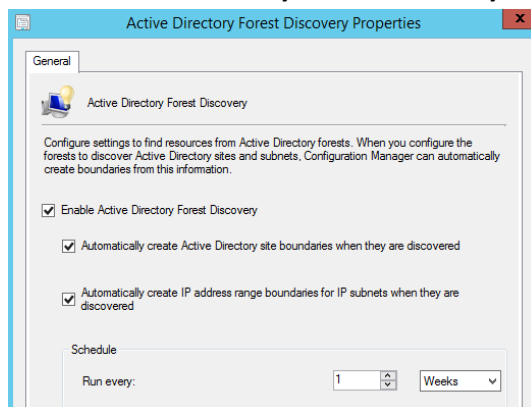 Active Directory Forest Discovery Properties
x
General
Active Directory Forest Discovery
Configure settings to find resources from Active Directory forests. When you configure the
forests to discover Active Directory sites and subnets, Configuration Manager can automatically
create boundaries from this information.
Enable Active Directory Forest Discovery
Automatically create Active Directory site boundaries when they are discovered
Automatically create IP address range boundaries for IP subnets when they are
discovered
Schedule
Run every: 1 Weeks